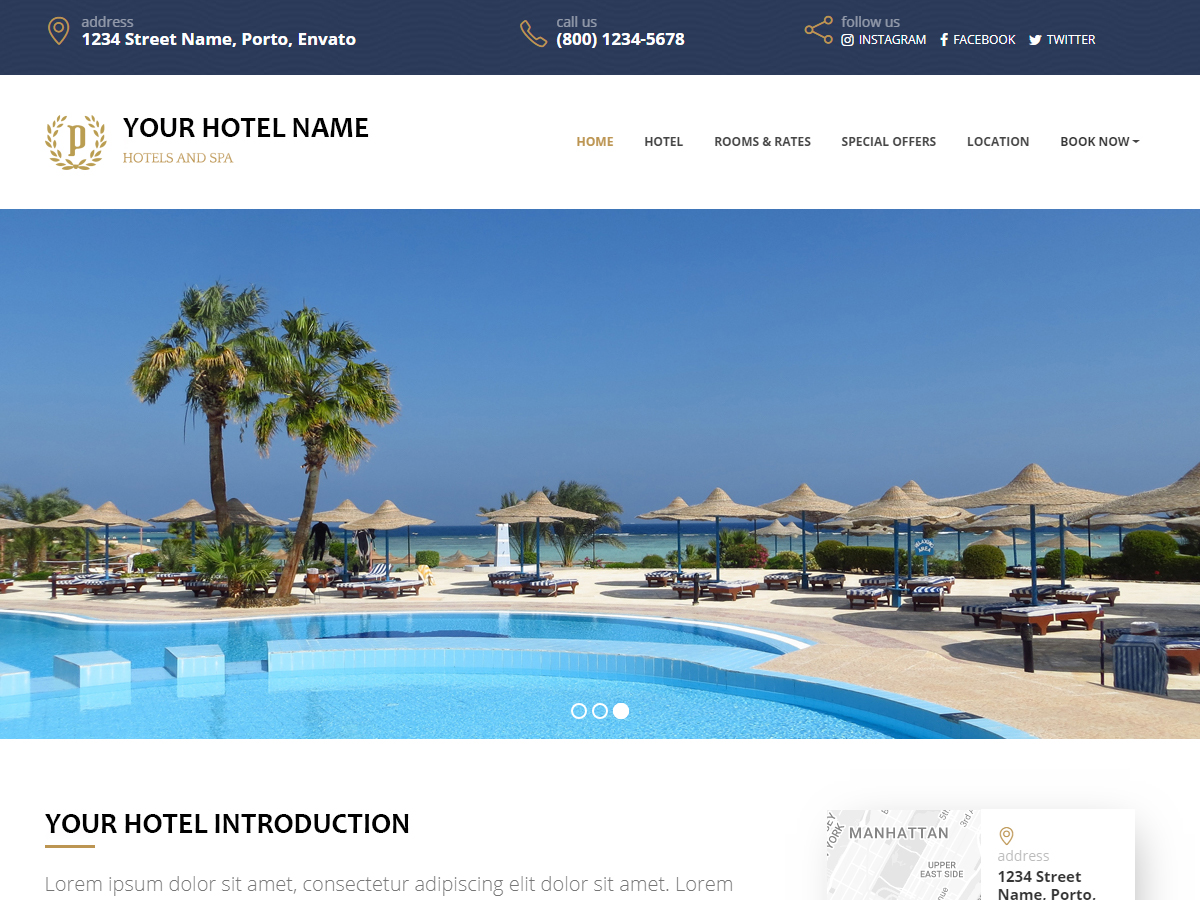 address
1234 Street Name, Porto, Envato
call us
(800) 1234-5678
follow us
INSTAGRAM FACEBOOK TWITTER
P
YOUR HOTEL NAME
HOTELS AND SPA
HOME HOTEL ROOMS & RATES SPECIAL OFFERS LOCATION BOOK NOW
YOUR HOTEL INTRODUCTION
Lorem ipsum dolor sit amet, consectetur adipiscing elit dolor sit amet. Lorem
YORK
MANHATTAN
3rd A
UPPER
EAST SIDE
address
1234 Street
Name, Porto,